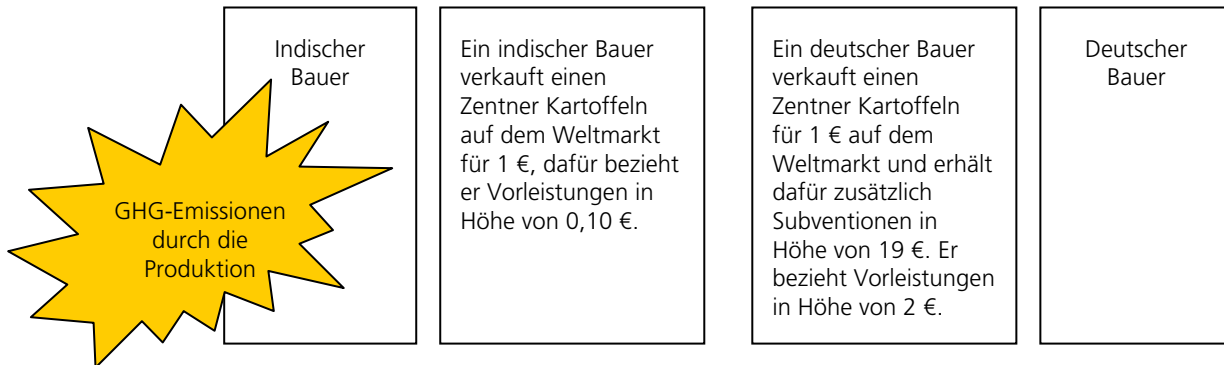 Indischer
Bauer
GHG-Emissionen
durch die
Produktion
Ein indischer Bauer
verkauft einen
Zentner Kartoffeln
auf dem Weltmarkt
für 1 €, dafür bezieht
er Vorleistungen in
Höhe von 0,10 €.
Ein deutscher Bauer
verkauft einen
Zentner Kartoffeln
für 1 € auf dem
Weltmarkt und erhält
dafür zusätzlich
Subventionen in
Höhe von 19 €. Er
bezieht Vorleistungen
in Höhe von 2 €.
Deutscher
Bauer